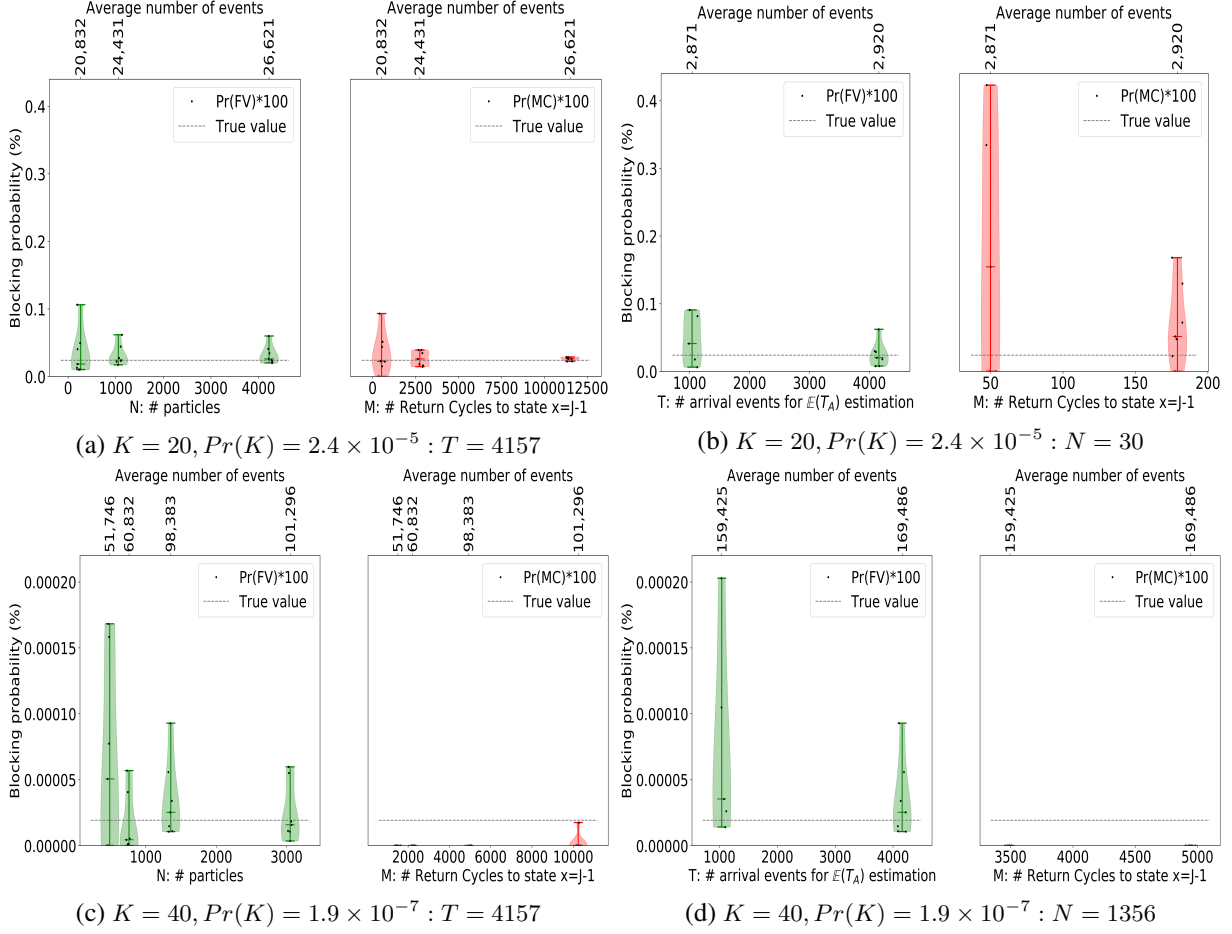 Average number of events
20,832
24,431
26,621
Blocking probability (%)
0.4
0.3
0.2
0.1
0.0
Pr(FV)*100
True value
0 1000 2000 3000 4000
N: # particles
Average number of events
20,832
24,431
26,621
Pr(MC)*100
True value
0 2500 5000 7500 10000 12500
M: # Return Cycles to state x=J-1
(a) K = 20, Pr(K) = 2.4 × 10⁻⁵ : T = 4157
Average number of events
2,871
2,920
Blocking probability (%)
0.4
0.3
0.2
0.1
0.0
Pr(FV)*100
True value
1000 2000 3000 4000 5000
T: # arrival events for 𝔼(T_A) estimation
Average number of events
2,871
2,920
Pr(MC)*100
True value
50 100 150 200
M: # Return Cycles to state x=J-1
(b) K = 20, Pr(K) = 2.4 × 10⁻⁵ : N = 30
Average number of events
51,746
60,832
98,383
101,296
Blocking probability (%)
0.00020
0.00015
0.00010
0.00005
0.00000
Pr(FV)*100
True value
1000 2000 3000
N: # particles
Average number of events
51,746
60,832
98,383
101,296
Pr(MC)*100
True value
2000 4000 6000 8000 10000
M: # Return Cycles to state x=J-1
(c) K = 40, Pr(K) = 1.9 × 10⁻⁷ : T = 4157
Average number of events
159,425
169,486
Blocking probability (%)
0.00020
0.00015
0.00010
0.00005
0.00000
Pr(FV)*100
True value
1000 2000 3000 4000
T: # arrival events for 𝔼(T_A) estimation
Average number of events
159,425
169,486
Pr(MC)*100
True value
3500 4000 4500 5000
M: # Return Cycles to state x=J-1
(d) K = 40, Pr(K) = 1.9 × 10⁻⁷ : N = 1356